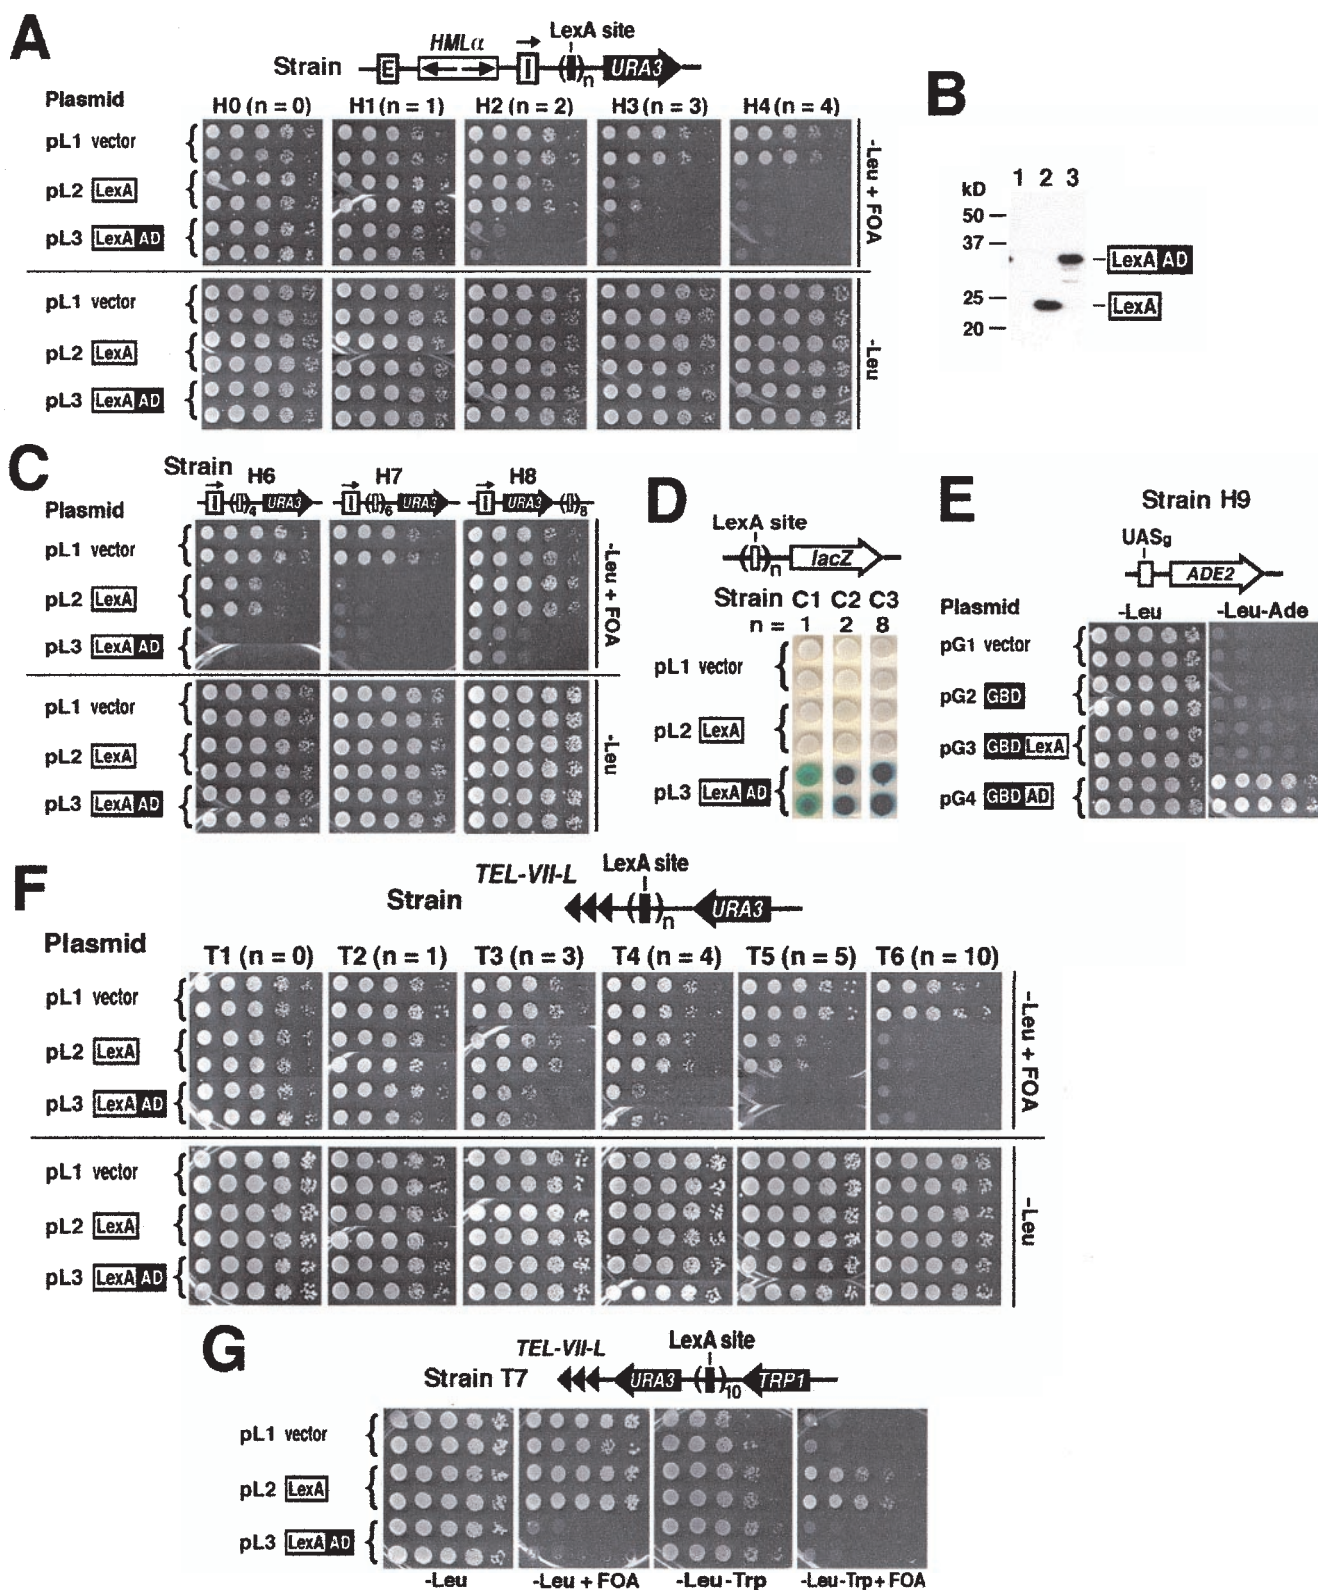 A
LexA site
HMLα
Strain E I ( )n URA3
Plasmid
H0 (n = 0) H1 (n = 1) H2 (n = 2) H3 (n = 3) H4 (n = 4)
pL1 vector
pL2 LexA
pL3 LexA AD
-Leu + FOA
pL1 vector
pL2 LexA
pL3 LexA AD
-Leu
B
kD 1 2 3
50
37
LexA AD
25
LexA
20
C
Strain
H6 H7 H8
I ( )4 URA3 I ( )6 URA3 I URA3 ( )8
Plasmid
pL1 vector
pL2 LexA
pL3 LexA AD
-Leu + FOA
pL1 vector
pL2 LexA
pL3 LexA AD
-Leu
D
LexA site
( )n lacZ
Strain C1 C2 C3
n = 1 2 8
pL1 vector
pL2 LexA
pL3 LexA AD
E
Strain H9
UASg
ADE2
Plasmid -Leu -Leu-Ade
pG1 vector
pG2 GBD
pG3 GBD LexA
pG4 GBD AD
F
TEL-VII-L LexA site
Strain ( )n URA3
Plasmid
T1 (n = 0) T2 (n = 1) T3 (n = 3) T4 (n = 4) T5 (n = 5) T6 (n = 10)
pL1 vector
pL2 LexA
pL3 LexA AD
-Leu + FOA
pL1 vector
pL2 LexA
pL3 LexA AD
-Leu
G
TEL-VII-L LexA site
Strain T7 URA3 ( )10 TRP1
pL1 vector
pL2 LexA
pL3 LexA AD
-Leu -Leu + FOA -Leu-Trp -Leu-Trp + FOA